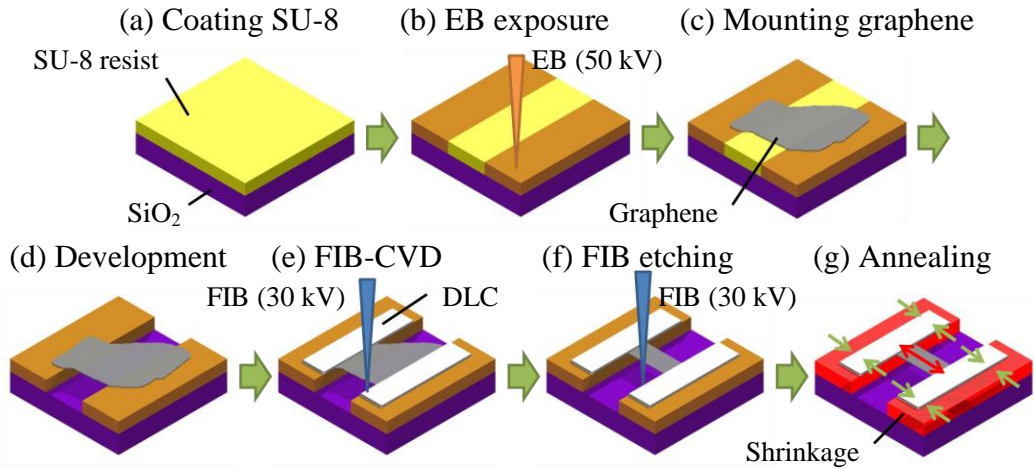 (a) Coating SU-8
(b) EB exposure
(c) Mounting graphene
SU-8 resist
EB (50 kV)
SiO₂
Graphene
(d) Development
(e) FIB-CVD
(f) FIB etching
(g) Annealing
FIB (30 kV)
DLC
FIB (30 kV)
Shrinkage